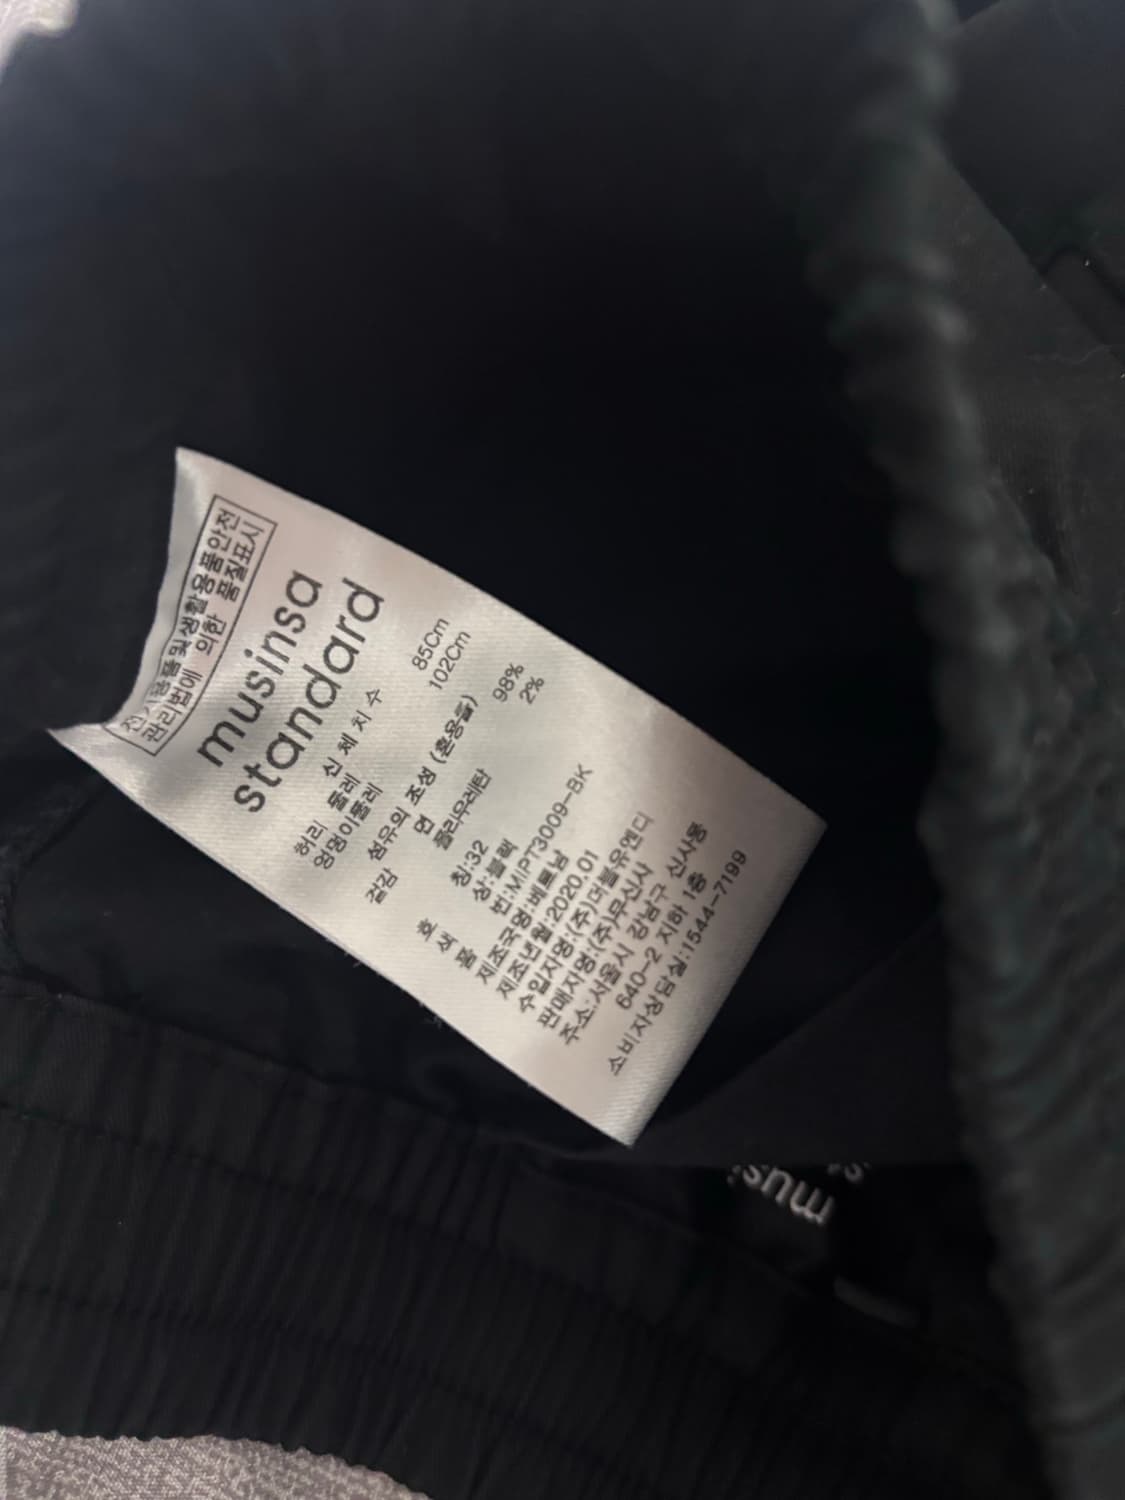 전기용품및생활용품안전
관리법에 의한 품질표시
musinsa
standard
신체치수
허리 둘레 85Cm
엉덩이둘레 102Cm
겉감 섬유의 조성 (혼용율)
면 98%
폴리우레탄 2%
호 칭:32
색 상:블랙
품 번:MIPT3009-BK
제조국명:베트남
제조년월:2020.01
수입자명:(주)더블유앤디
판매자명:(주)무신사
주소:서울시 강남구 신사동
640-2 지하 1층
소비자상담실:1544-7199
musi